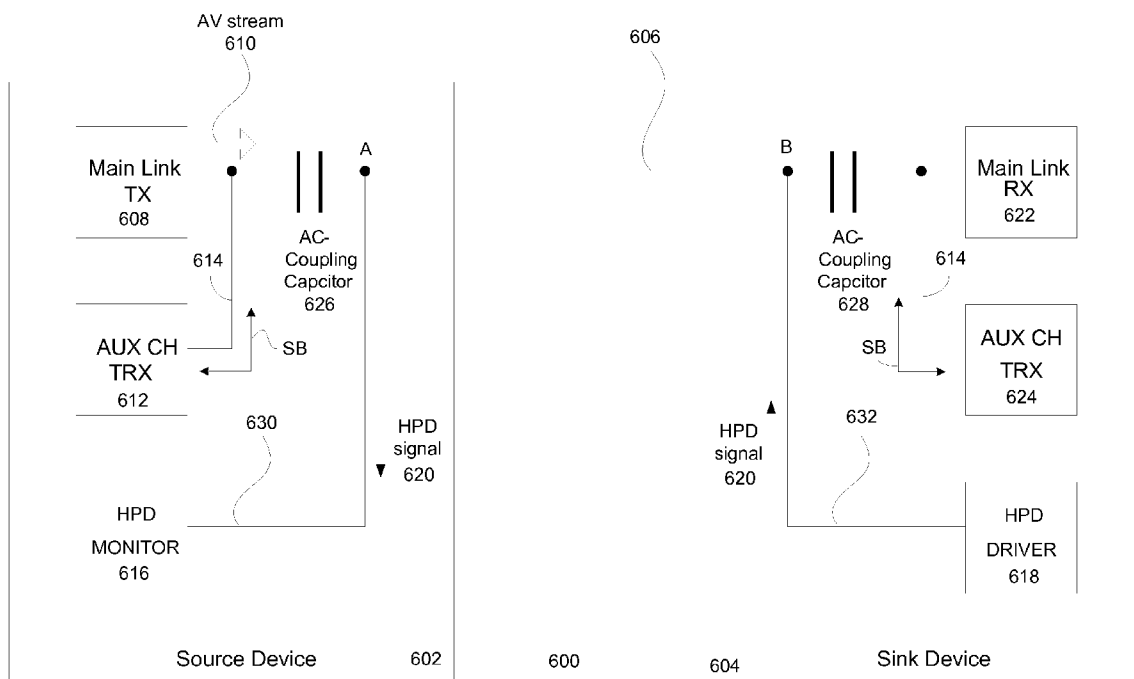 AV stream
610
606
A
B
Main Link
TX
608
Main Link
RX
622
AC-
Coupling
Capcitor
626
AC-
Coupling
Capcitor
628
614
614
SB
SB
AUX CH
TRX
612
AUX CH
TRX
624
630
632
HPD
signal
620
HPD
signal
620
HPD
MONITOR
616
HPD
DRIVER
618
Source Device
602
600
604
Sink Device